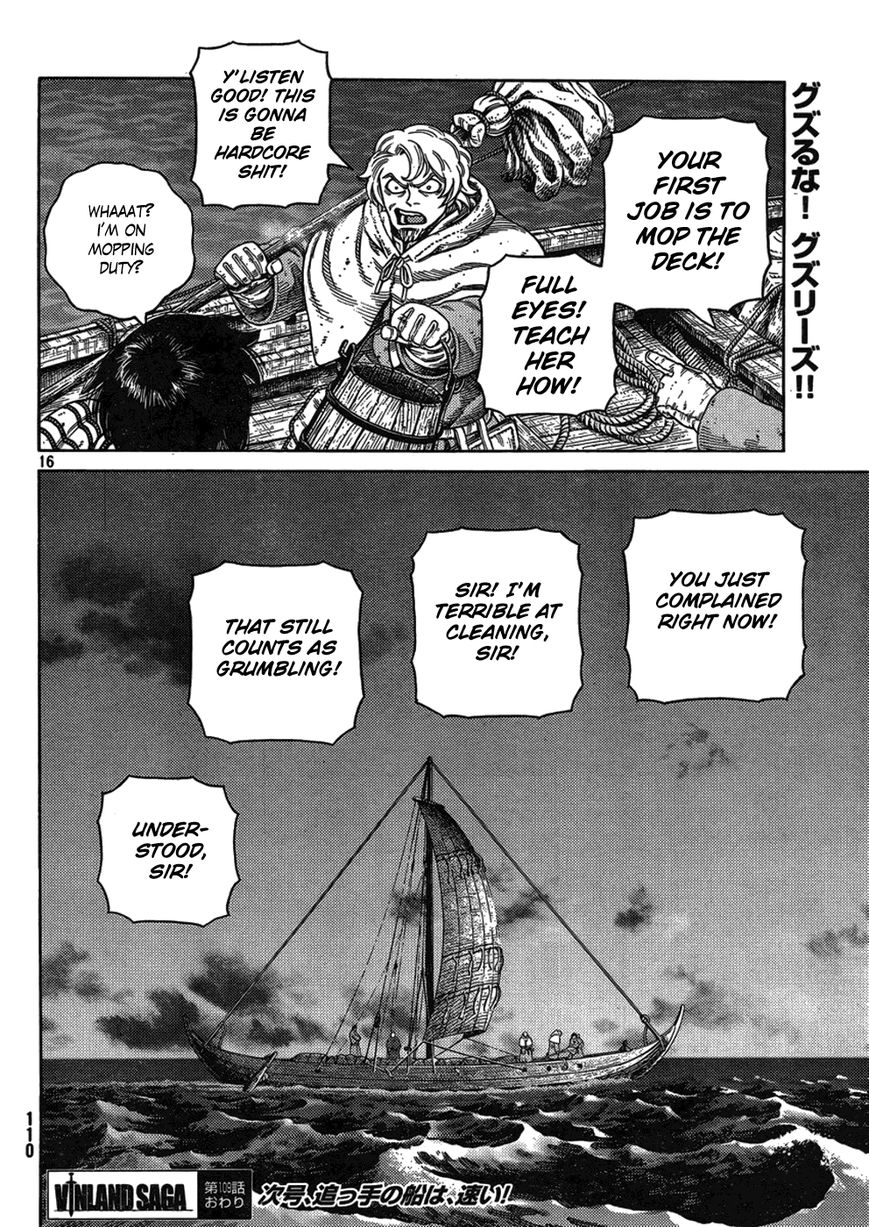 YOUR
FIRST
JOB IS TO
MOP THE
DECK!
FULL
EYES!
TEACH
HER
HOW!
Y'LISTEN
GOOD! THIS
IS GONNA
BE
HARDCORE
SHIT!
WHAAAT?
I'M ON
MOPPING
DUTY?
グズるな! グズリーズ!!
16
YOU JUST
COMPLAINED
RIGHT NOW!
SIR! I'M
TERRIBLE AT
CLEANING,
SIR!
THAT STILL
COUNTS AS
GRUMBLING!
UNDER-
STOOD,
SIR!
110
VINLAND SAGA
第109話
おわり
次号、追っ手の船は、速い!